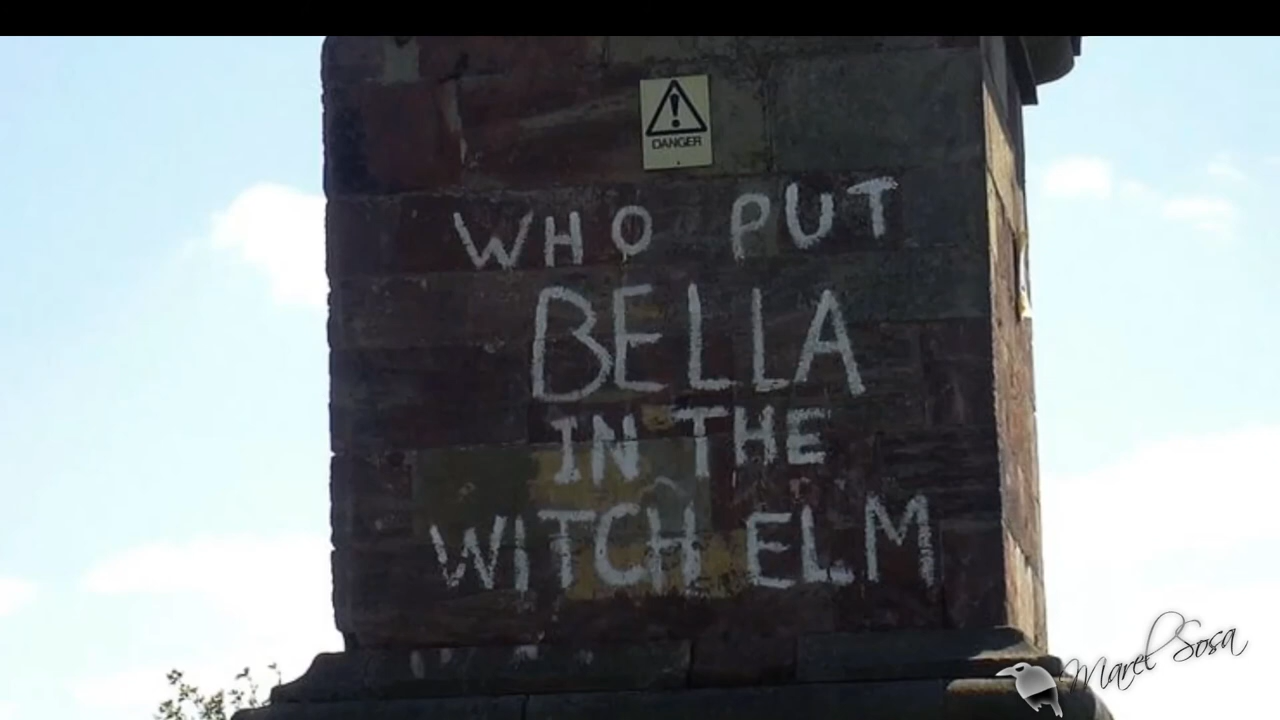 DANGER
WHO PUT
BELLA
IN THE
WITCH ELM
Marel Sosa